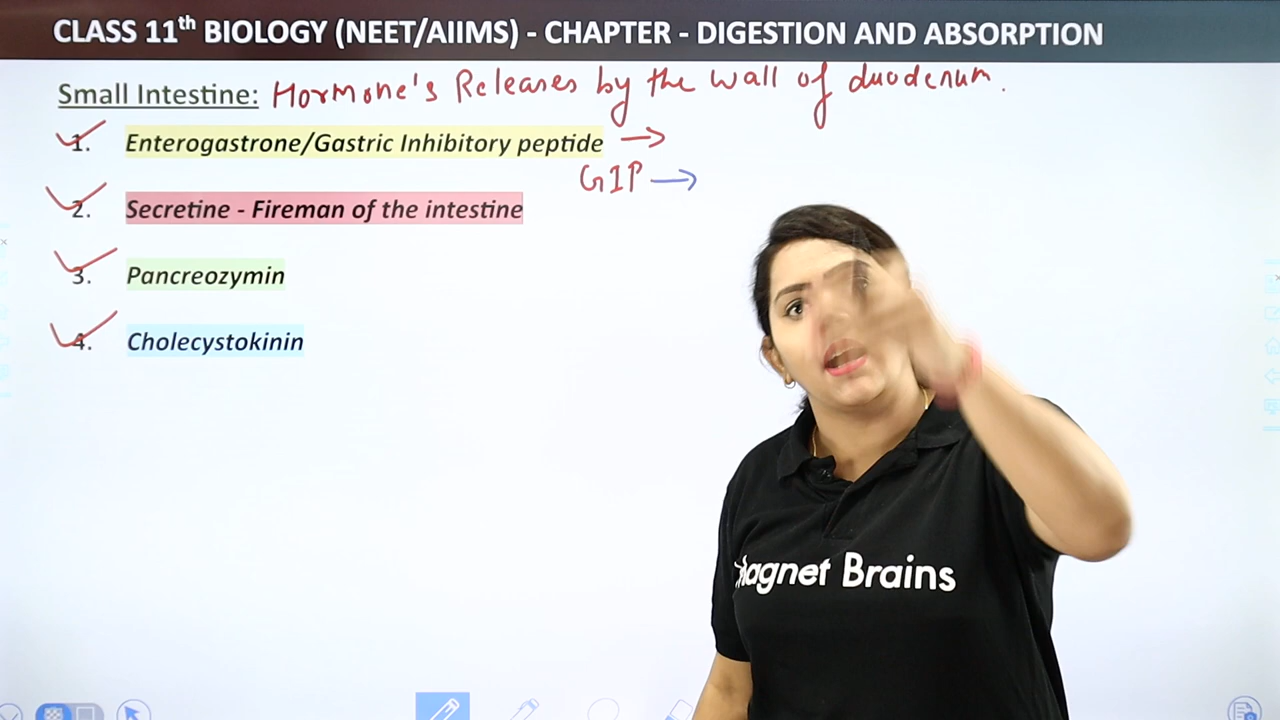 CLASS 11th BIOLOGY (NEET/AIIMS) - CHAPTER - DIGESTION AND ABSORPTION
Small Intestine: Hormone's Releases by the wall of duodenum.
1. Enterogastrone/Gastric Inhibitory peptide →
GIP →
2. Secretine - Fireman of the intestine
3. Pancreozymin
4. Cholecystokinin
agnet Brains